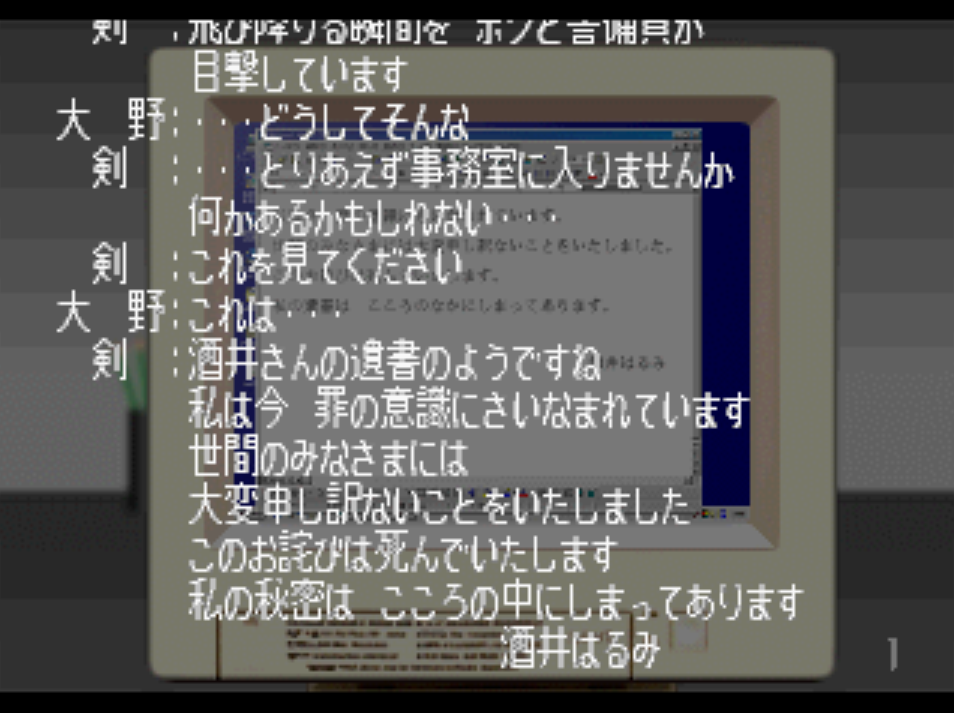 剣　：飛び降りる瞬間を　ホンと警備員が
目撃しています
大　野：・・・どうしてそんな
剣　：・・・とりあえず事務室に入りませんか
何かあるかもしれない・・・
剣　：これを見てください
大　野：これは・・・
剣　：酒井さんの遺書のようですね
私は今　罪の意識にさいなまれています
世間のみなさまには
大変申し訳ないことをいたしました
このお詫びは死んでいたします
私の秘密は　こころの中にしまってあります
酒井はるみ
1